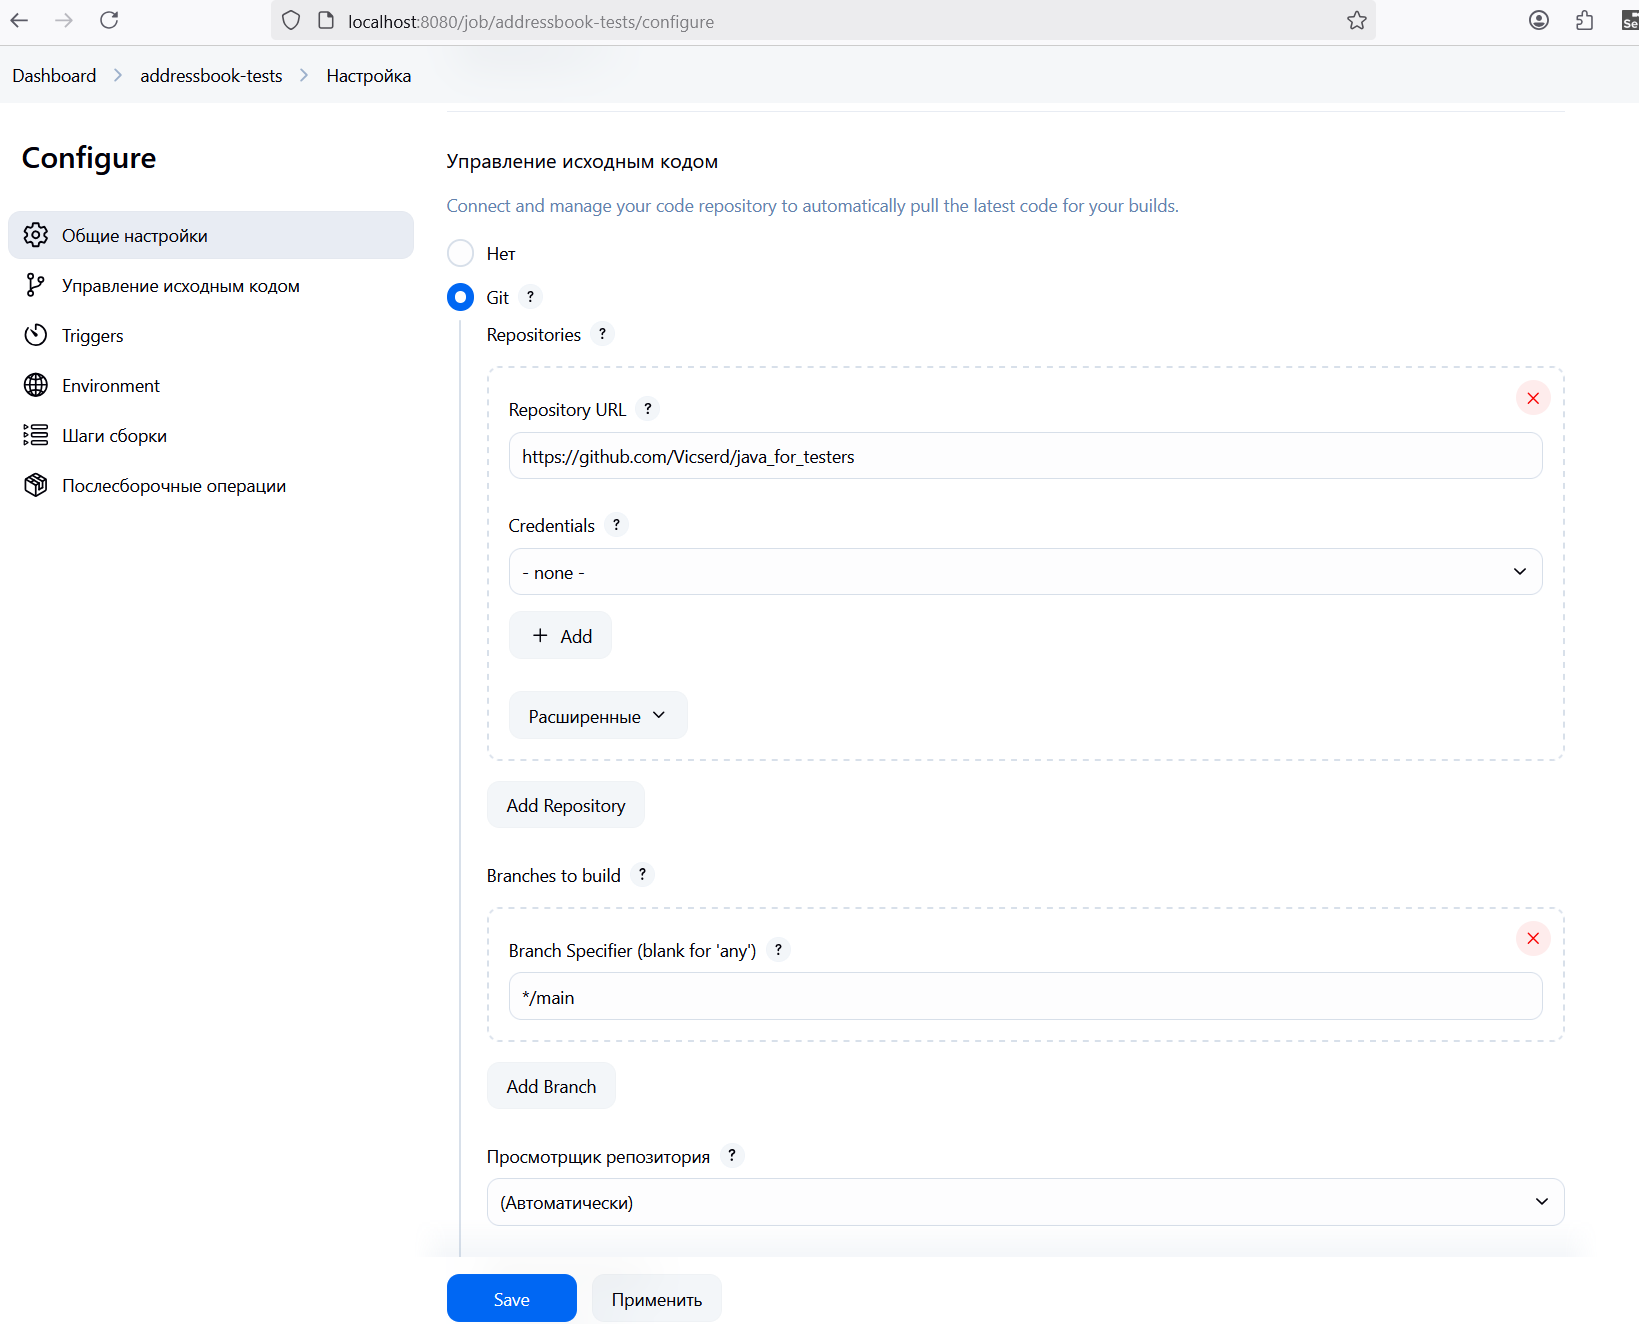 localhost:8080/job/addressbook-tests/configure
Se
Dashboard > addressbook-tests > Настройка
Configure
Общие настройки
Управление исходным кодом
Triggers
Environment
Шаги сборки
Послесборочные операции
Управление исходным кодом
Connect and manage your code repository to automatically pull the latest code for your builds.
Нет
Git ?
Repositories ?
Repository URL ?
https://github.com/Vicserd/java_for_testers
Credentials ?
- none -
+ Add
Расширенные
Add Repository
Branches to build ?
Branch Specifier (blank for 'any') ?
*/main
Add Branch
Просмотрщик репозитория ?
(Автоматически)
Save
Применить